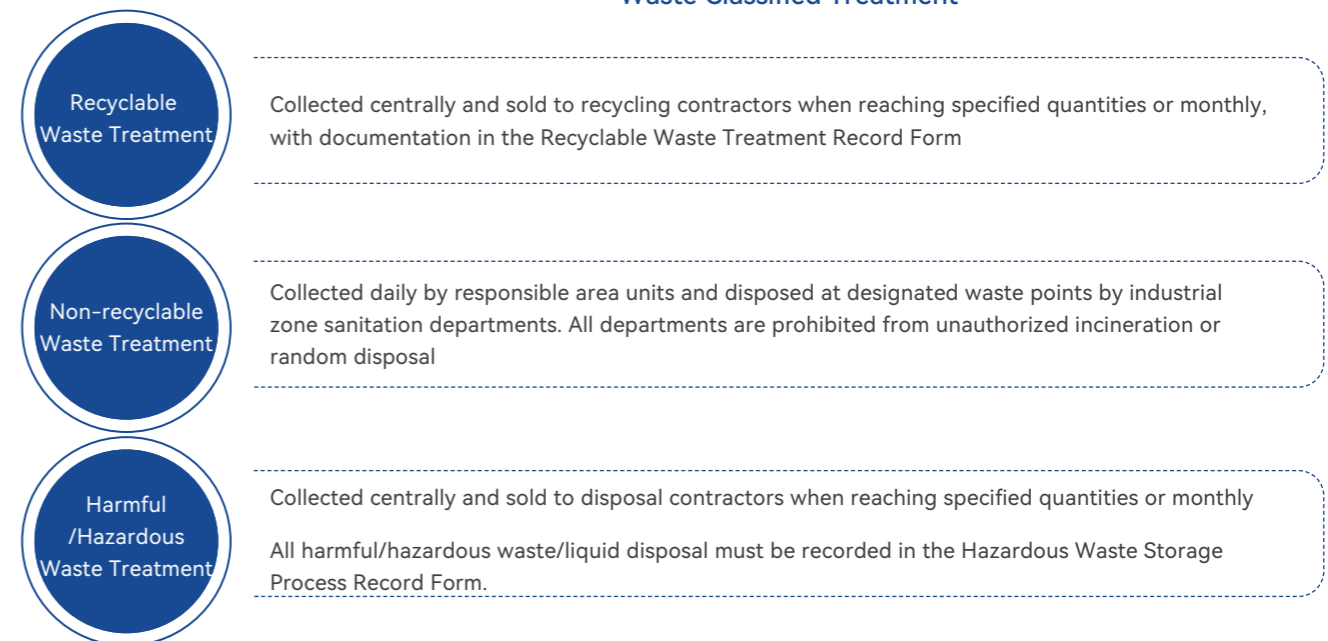 Waste Classified Treatment
Recyclable
Waste Treatment
Collected centrally and sold to recycling contractors when reaching specified quantities or monthly,
with documentation in the Recyclable Waste Treatment Record Form
Non-recyclable
Waste Treatment
Collected daily by responsible area units and disposed at designated waste points by industrial
zone sanitation departments. All departments are prohibited from unauthorized incineration or
random disposal
Harmful
/Hazardous
Waste Treatment
Collected centrally and sold to disposal contractors when reaching specified quantities or monthly
All harmful/hazardous waste/liquid disposal must be recorded in the Hazardous Waste Storage
Process Record Form.